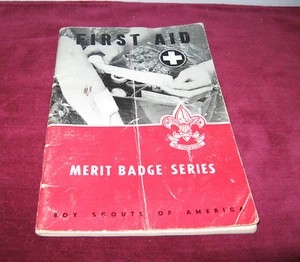 FIRST AID
MERIT BADGE SERIES
BOY SCOUTS OF AMERICA